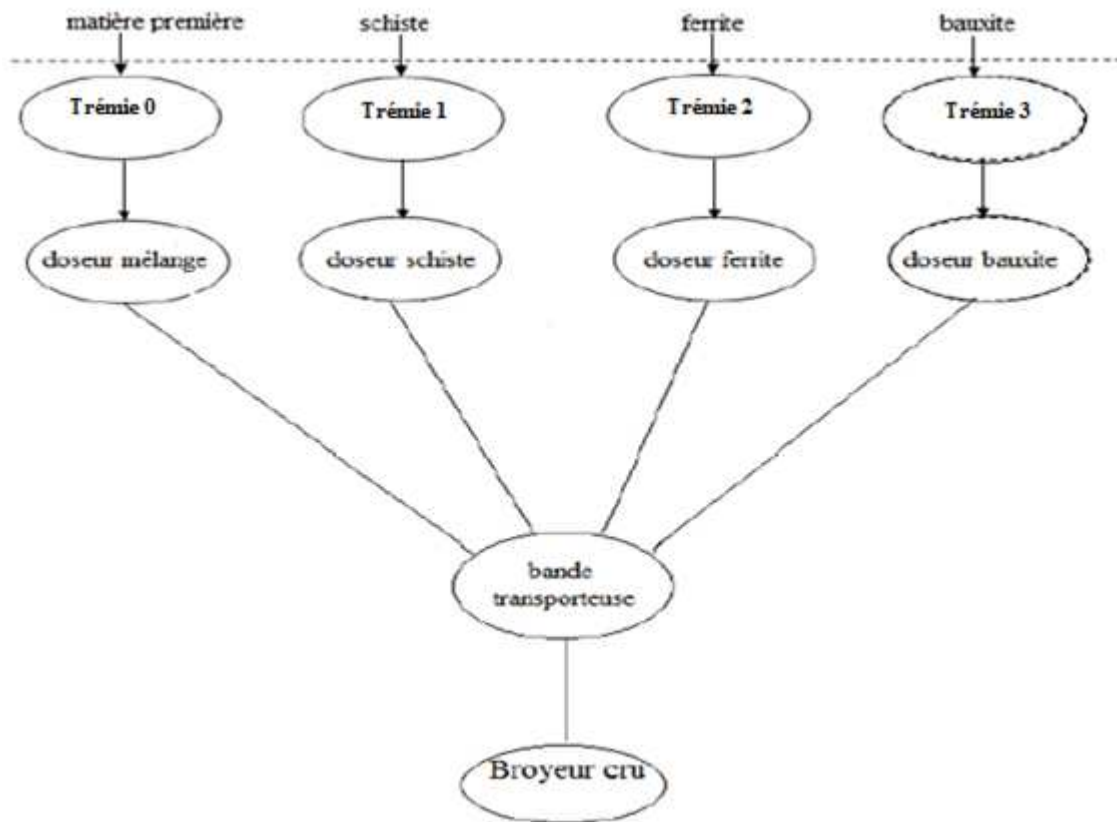 matière première
schiste
ferrite
bauxite
Trémie 0
Trémie 1
Trémie 2
Trémie 3
doseur mélange
doseur schiste
doseur ferrite
doseur bauxite
bande
transporteuse
Broyeur cru